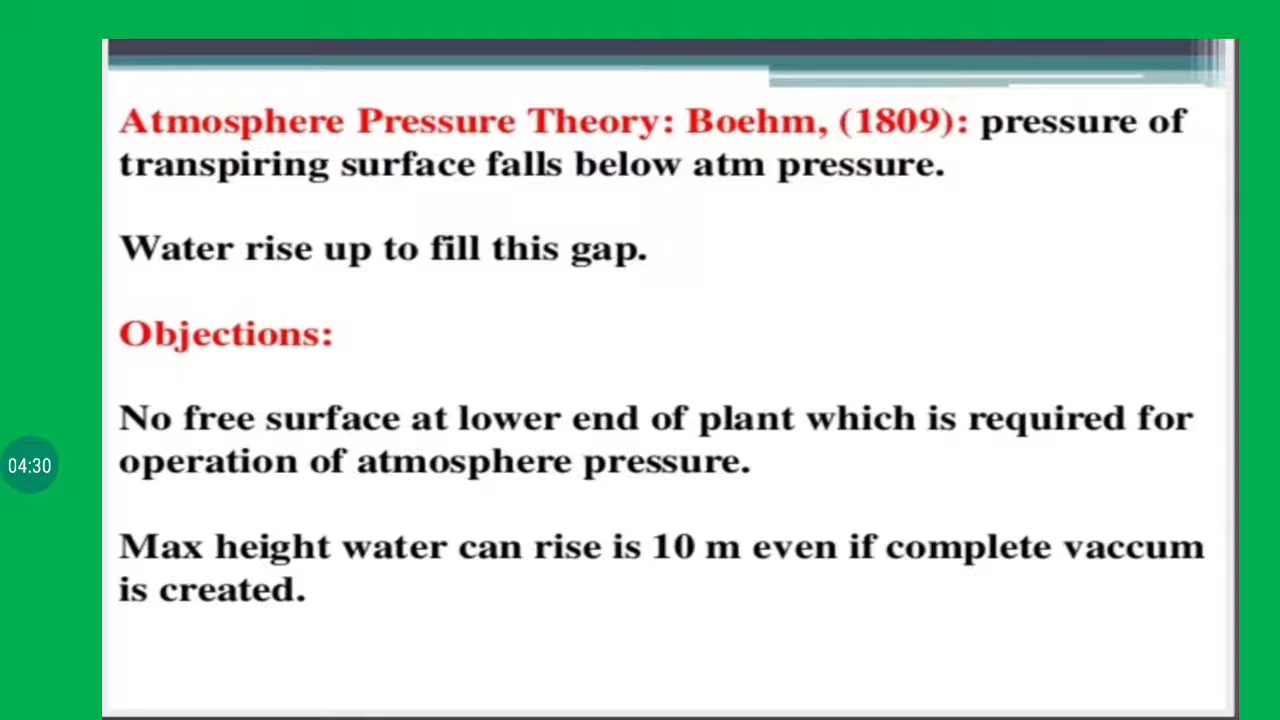 Atmosphere Pressure Theory: Boehm, (1809): pressure of
transpiring surface falls below atm pressure.
Water rise up to fill this gap.
Objections:
No free surface at lower end of plant which is required for
operation of atmosphere pressure.
Max height water can rise is 10 m even if complete vaccum
is created.
04:30